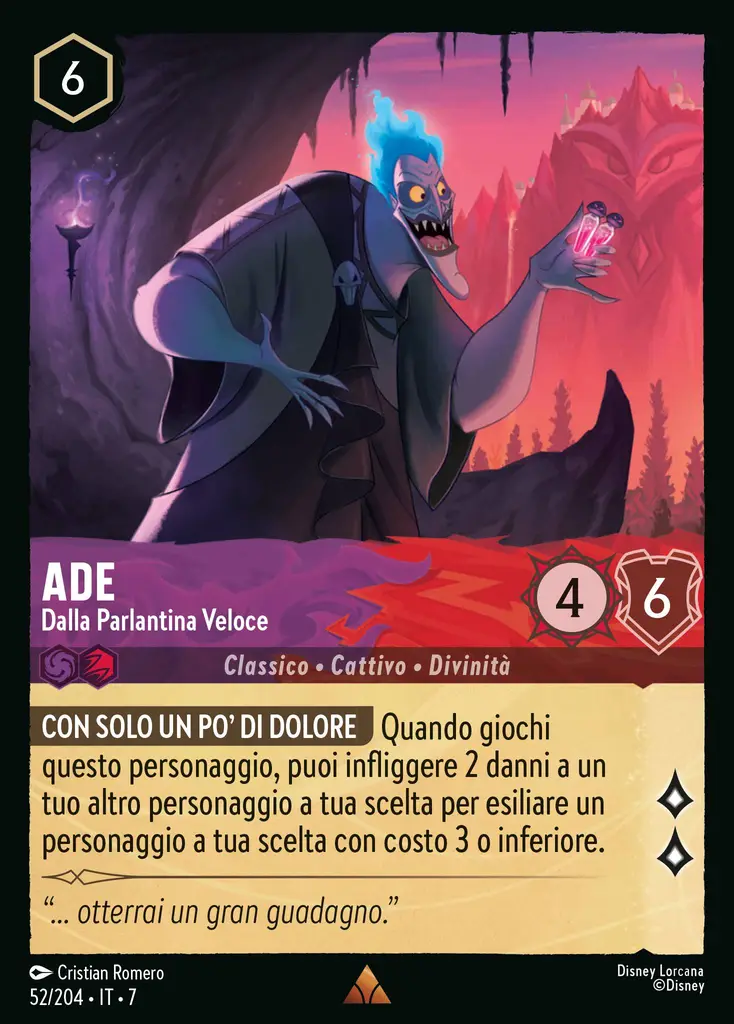 6
ADE
Dalla Parlantina Veloce
4
6
Classico • Cattivo • Divinità
CON SOLO UN PO’ DI DOLORE Quando giochi
questo personaggio, puoi infliggere 2 danni a un
tuo altro personaggio a tua scelta per esiliare un
personaggio a tua scelta con costo 3 o inferiore.
“... otterrai un gran guadagno.”
Cristian Romero
52/204 • IT • 7
Disney Lorcana
©Disney